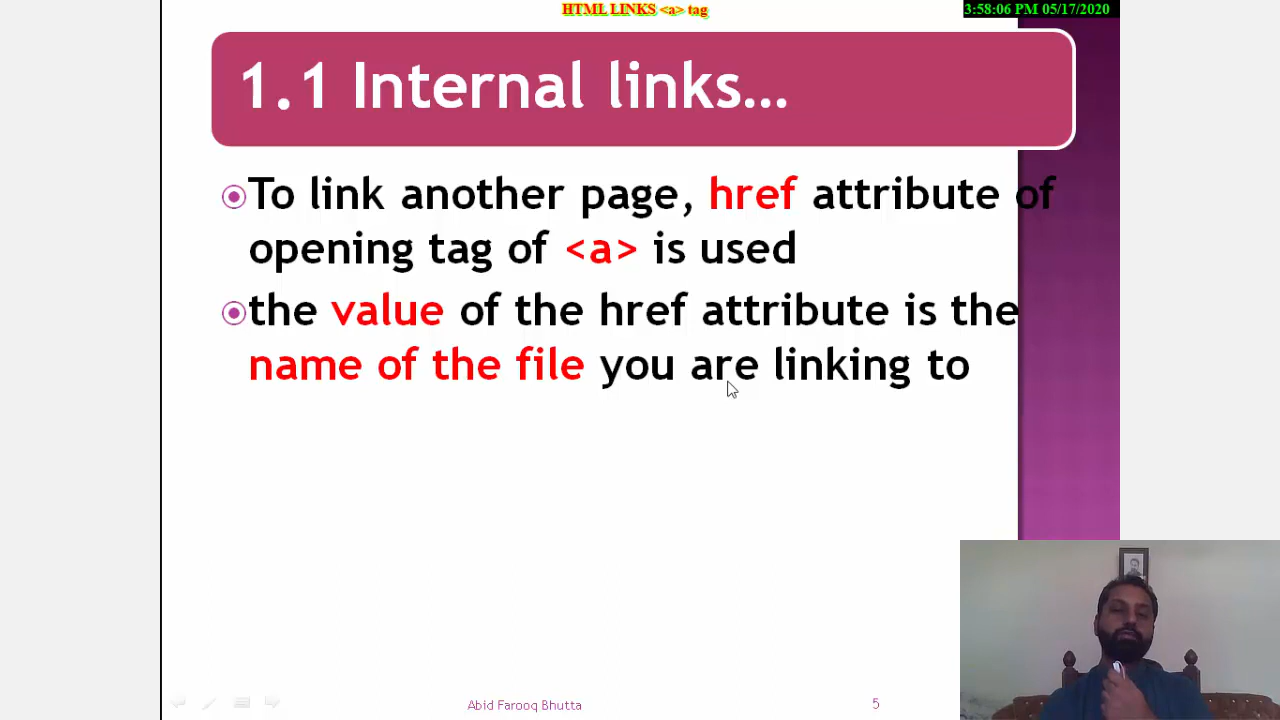 HTML LINKS <a> tag
3:58:06 PM 05/17/2020
1.1 Internal links...
To link another page, href attribute of
opening tag of <a> is used
the value of the href attribute is the
name of the file you are linking to
Abid Farooq Bhutta
5